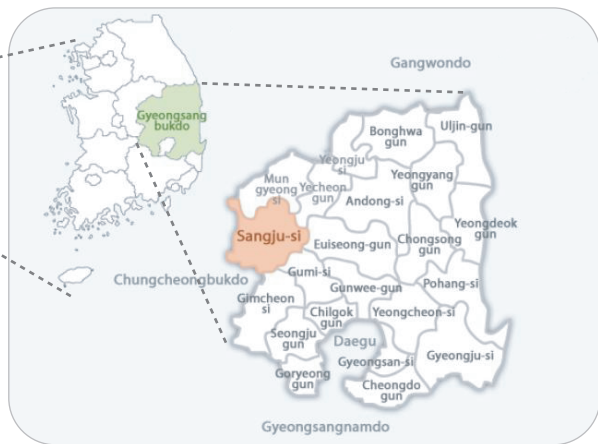 Gyeongsang
bukdo
Gangwondo
Bonghwa
gun
Uljin-gun
Yeongju
si
Mun
gyeong
si
Yecheon
gun
Yeongyang
gun
Andong-si
Sangju-si
Euiseong-gun
Chongsong
gun
Yeongdeok
gun
Chungcheongbukdo
Gumi-si
Gunwee-gun
Pohang-si
Gimcheon
si
Chilgok
gun
Yeongcheon-si
Seongju
gun
Daegu
Gyeongsan-si
Gyeongju-si
Goryeong
gun
Cheongdo
gun
Gyeongsangnamdo